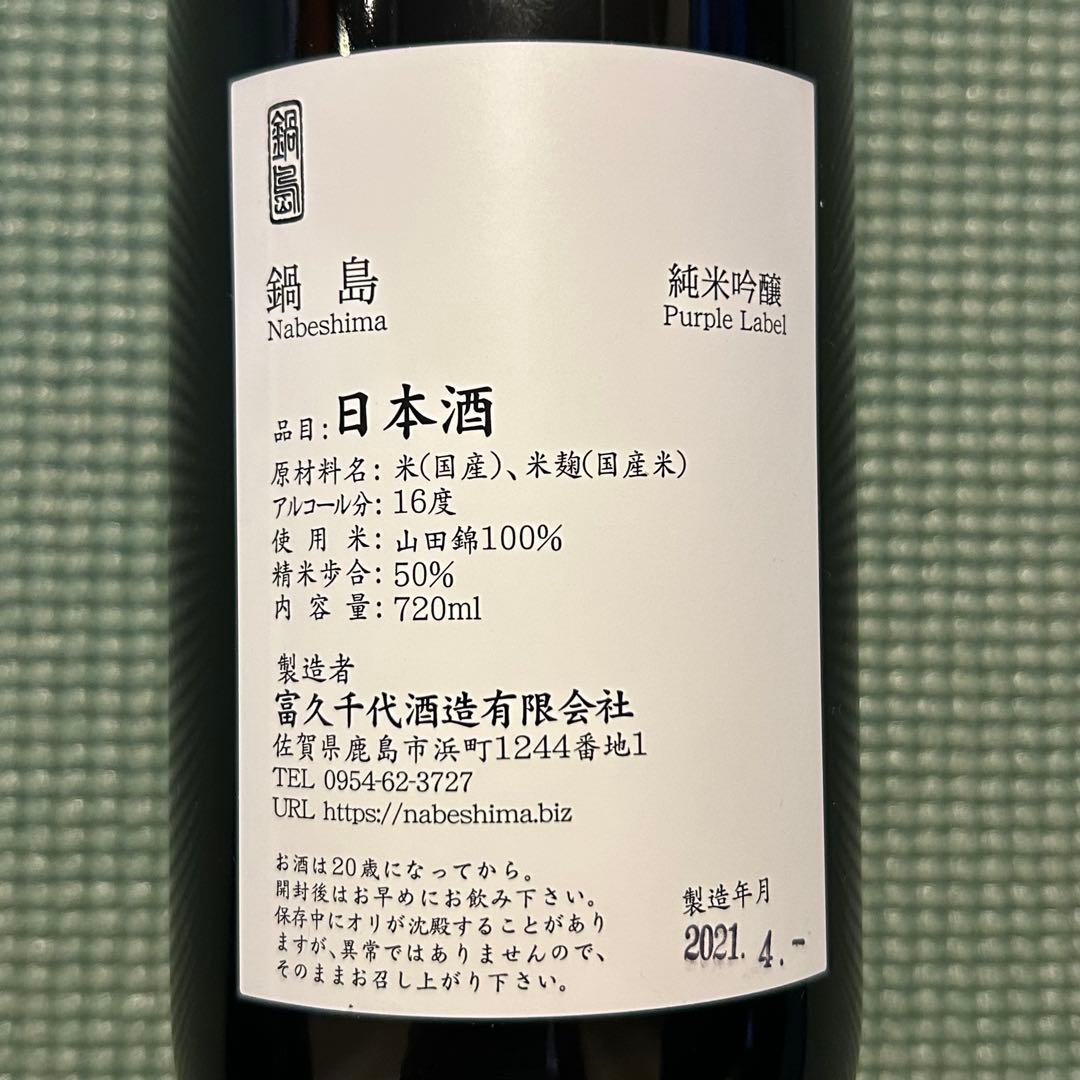 鍋島
鍋島
Nabeshima
純米吟醸
Purple Label
品目:日本酒
原材料名:米(国産)、米麹(国産米)
アルコール分:16度
使用米:山田錦100%
精米歩合:50%
内容量:720ml
製造者
富久千代酒造有限会社
佐賀県鹿島市浜町1244番地1
TEL 0954-62-3727
URL https://nabeshima.biz
お酒は20歳になってから。
開封後はお早めにお飲み下さい。
保存中にオリが沈殿することがあり
ますが、異常ではありませんので、
そのままお召し上がり下さい。
製造年月
2021. 4. -